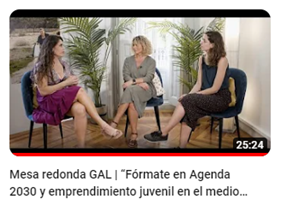 25:24
Mesa redonda GAL | “Fórmate en Agenda
2030 y emprendimiento juvenil en el medio...